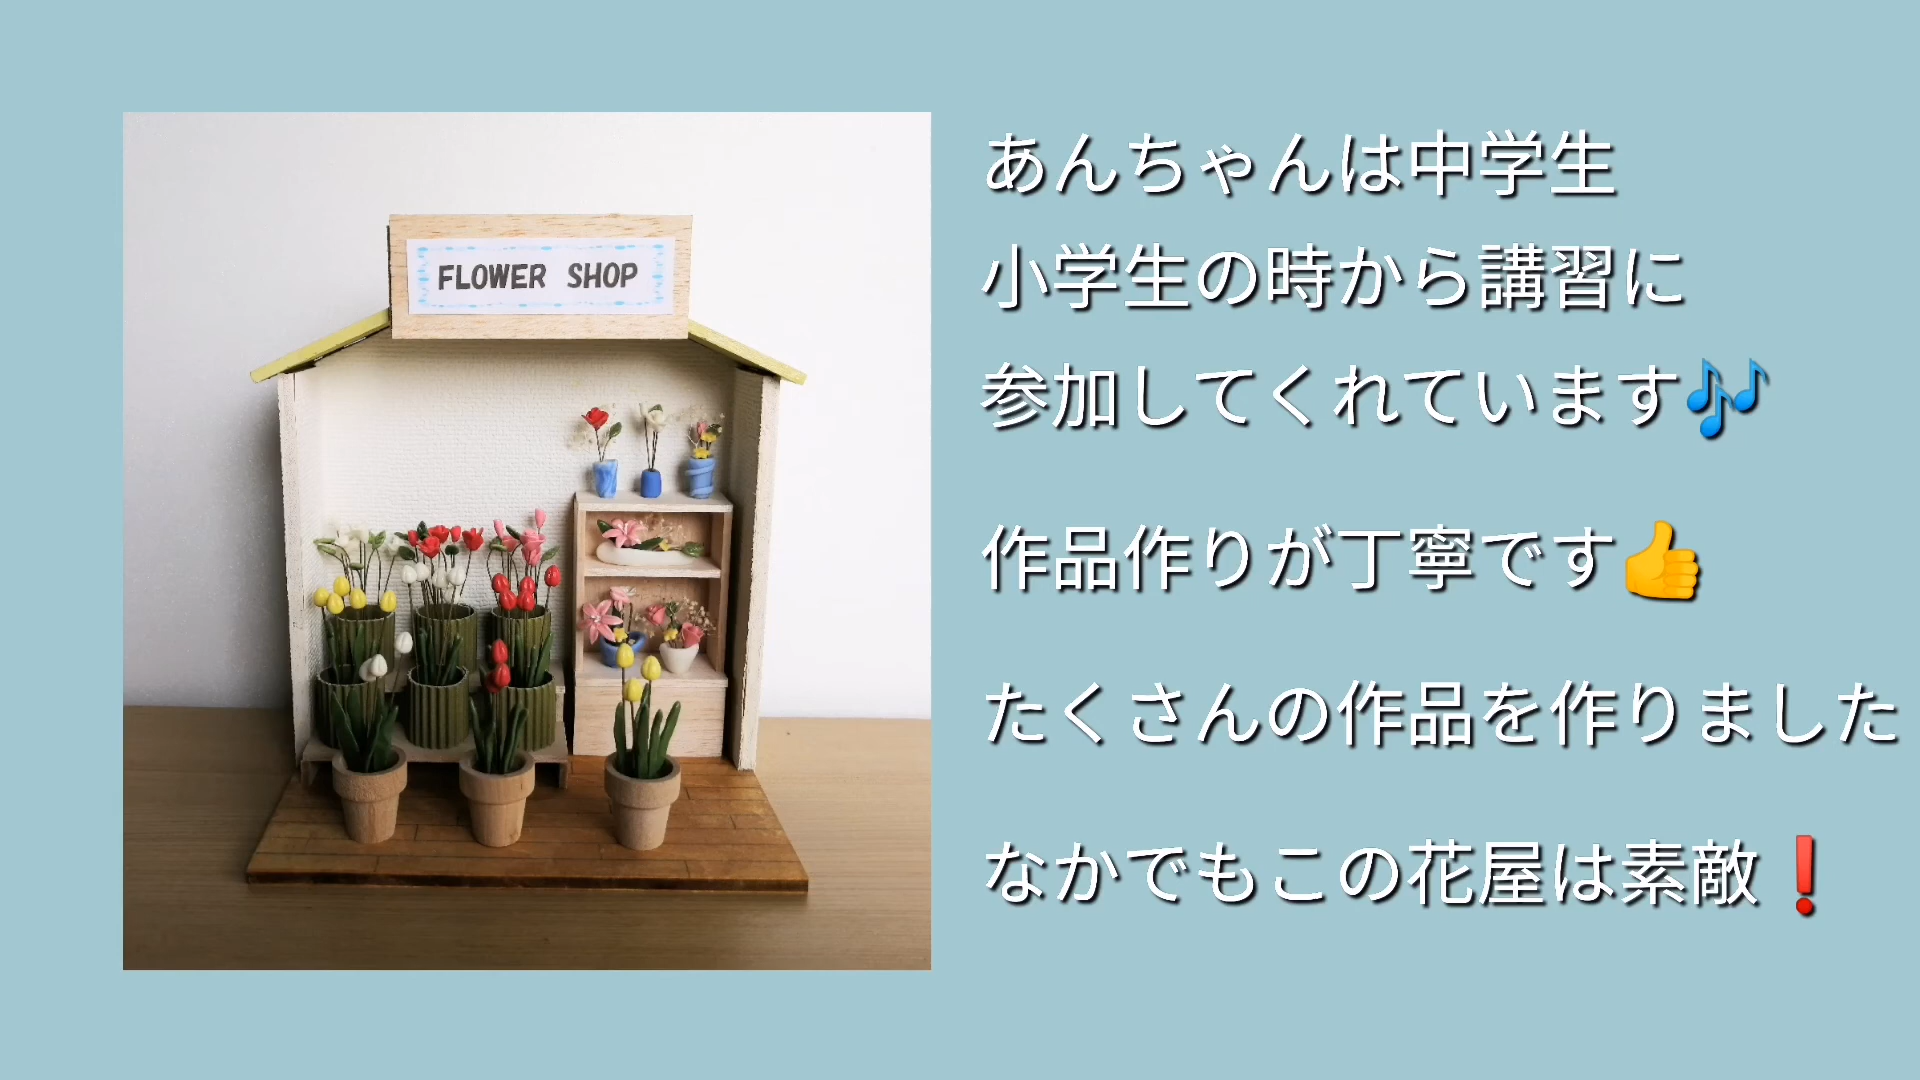 FLOWER SHOP
あんちゃんは中学生
小学生の時から講習に
参加してくれています🎶
作品作りが丁寧です👍
たくさんの作品を作りました
なかでもこの花屋は素敵❗